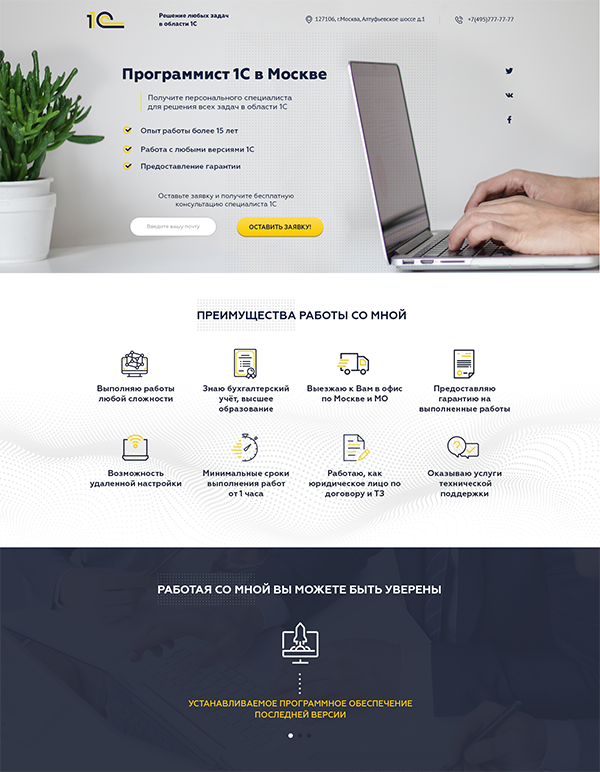 1С
Решение любых задач
в области 1С
127106, г.Москва, Алтуфьевское шоссе д.1
+7(495)777-77-77
Программист 1С в Москве
Получите персонального специалиста
для решения всех задач в области 1С
Опыт работы более 15 лет
Работа с любыми версиями 1С
Предоставление гарантии
Оставьте заявку и получите бесплатную
консультацию специалиста 1С
Введите вашу почту
ОСТАВИТЬ ЗАЯВКУ!
ПРЕИМУЩЕСТВА РАБОТЫ СО МНОЙ
Выполняю работы
любой сложности
Знаю бухгалтерский
учёт, высшее
образование
Выезжаю к Вам в офис
по Москве и МО
Предоставляю
гарантию на
выполненные работы
Возможность
удаленной настройки
Минимальные сроки
выполнения работ
от 1 часа
Работаю, как
юридическое лицо по
договору и ТЗ
Оказываю услуги
технической
поддержки
РАБОТАЯ СО МНОЙ ВЫ МОЖЕТЕ БЫТЬ УВЕРЕНЫ
УСТАНАВЛИВАЕМОЕ ПРОГРАММНОЕ ОБЕСПЕЧЕНИЕ
ПОСЛЕДНЕЙ ВЕРСИИ